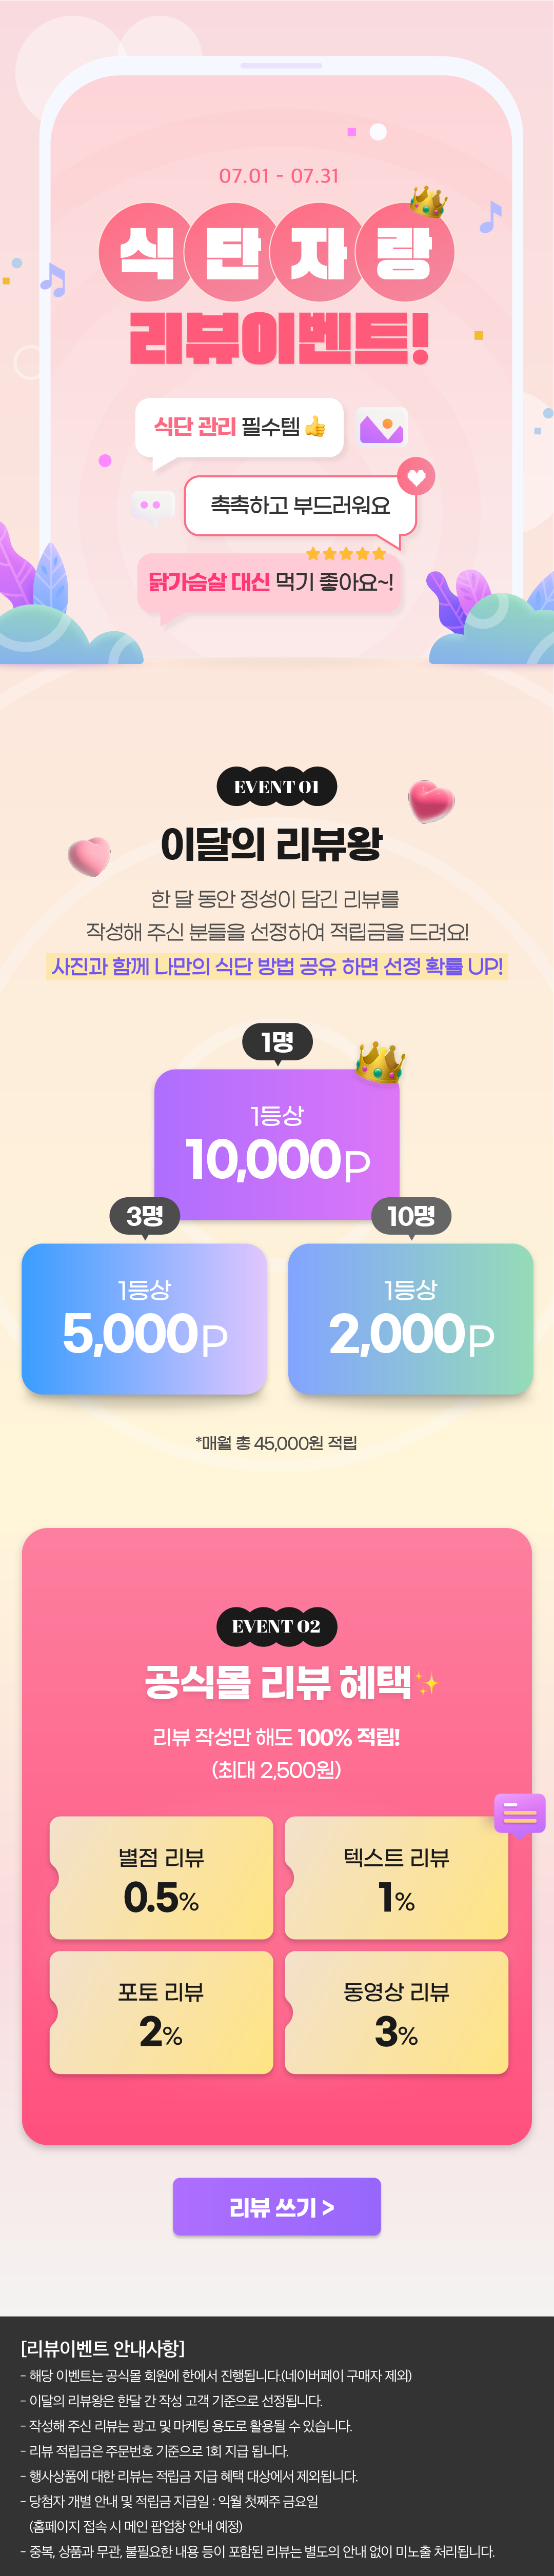 07.01 - 07.31
식단자랑
리뷰이벤트!
식단 관리 필수템
촉촉하고 부드러워요
닭가슴살 대신 먹기 좋아요~!
EVENT 01
이달의 리뷰왕
한 달 동안 정성이 담긴 리뷰를
작성해 주신 분들을 선정하여 적립금을 드려요!
사진과 함께 나만의 식단 방법 공유 하면 선정 확률 UP!
1명
1등상
10,000P
3명
1등상
5,000P
10명
1등상
2,000P
*매월 총 45,000원 적립
EVENT 02
공식몰 리뷰 혜택
리뷰 작성만 해도 100% 적립!
(최대 2,500원)
별점 리뷰
0.5%
텍스트 리뷰
1%
포토 리뷰
2%
동영상 리뷰
3%
리뷰 쓰기 >
[리뷰이벤트 안내사항]
- 해당 이벤트는 공식몰 회원에 한에서 진행됩니다.(네이버페이 구매자 제외)
- 이달의 리뷰왕은 한달 간 작성 고객 기준으로 선정됩니다.
- 작성해 주신 리뷰는 광고 및 마케팅 용도로 활용될 수 있습니다.
- 리뷰 적립금은 주문번호 기준으로 1회 지급 됩니다.
- 행사상품에 대한 리뷰는 적립금 지급 혜택 대상에서 제외됩니다.
- 당첨자 개별 안내 및 적립금 지급일 : 익월 첫째주 금요일
(홈페이지 접속 시 메인 팝업창 안내 예정)
- 중복, 상품과 무관, 불필요한 내용 등이 포함된 리뷰는 별도의 안내 없이 미노출 처리됩니다.